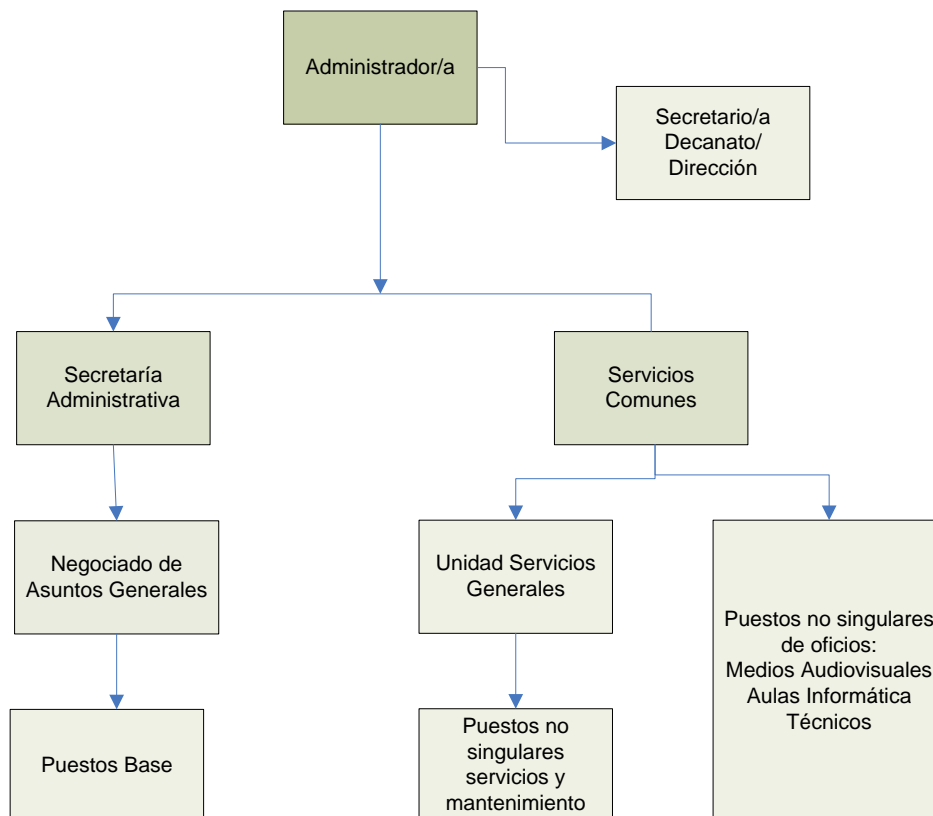 Administrador/a
Secretario/a
Decanato/
Dirección
Secretaría
Administrativa
Servicios
Comunes
Negociado de
Asuntos Generales
Unidad Servicios
Generales
Puestos no singulares
de oficios:
Medios Audiovisuales
Aulas Informática
Técnicos
Puestos Base
Puestos no
singulares
servicios y
mantenimiento